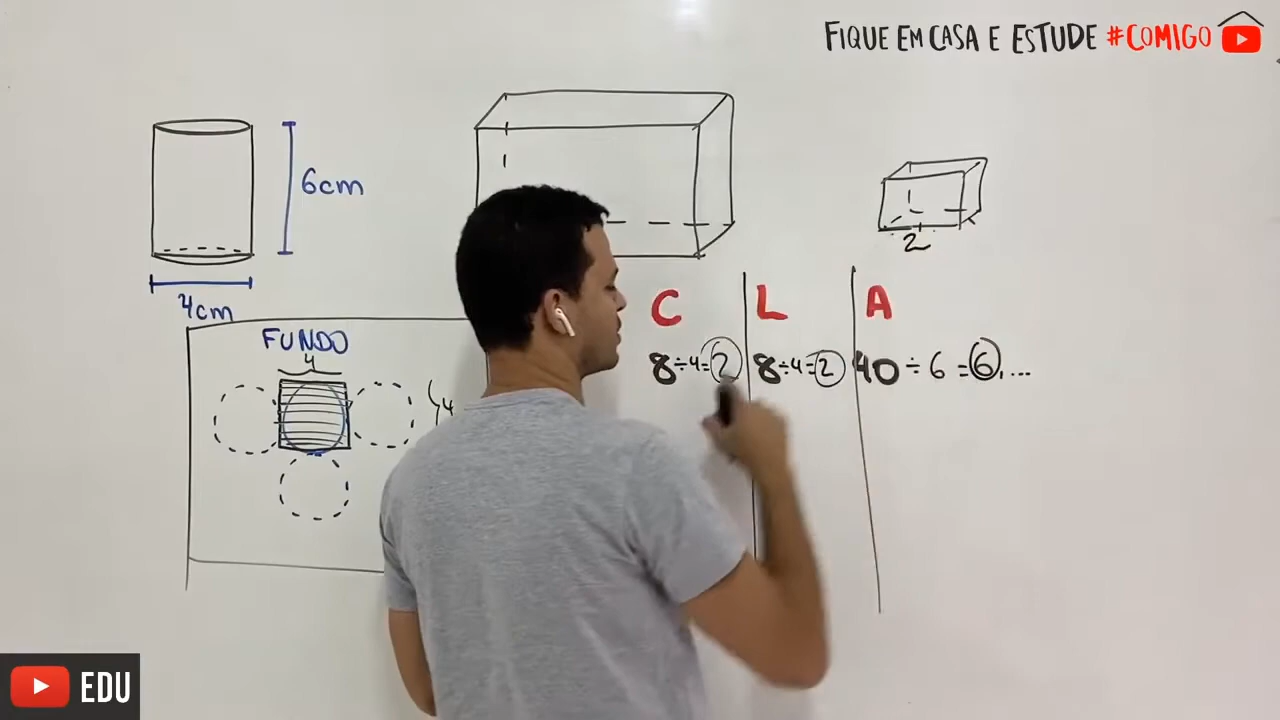 FIQUE EM CASA E ESTUDE #COMIGO
6cm
4cm
2
FUNDO
4
4
C L A
8÷4=2 8÷4=2 40÷6=6,...
EDU